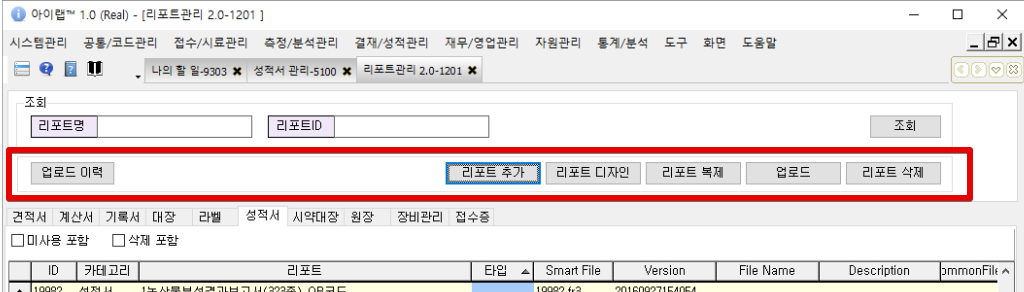 아이랩™ 1.0 (Real) - [리포트관리 2.0-1201 ]
시스템관리 공통/코드관리 접수/시료관리 측정/분석관리 결재/성적관리 재무/영업관리 자원관리 통계/분석 도구 화면 도움말
나의 할 일-9303 성적서 관리-5100 리포트관리 2.0-1201
조회
리포트명 리포트ID 조회
업로드 이력 리포트 추가 리포트 디자인 리포트 복제 업로드 리포트 삭제
견적서 계산서 기록서 대장 라벨 성적서 시약대장 원장 장비관리 접수증
미사용 포함 삭제 포함
ID 카테고리 리포트 타입 Smart File Version File Name Description ommonFile
19982 성적서 19982.fr3 20160927154054